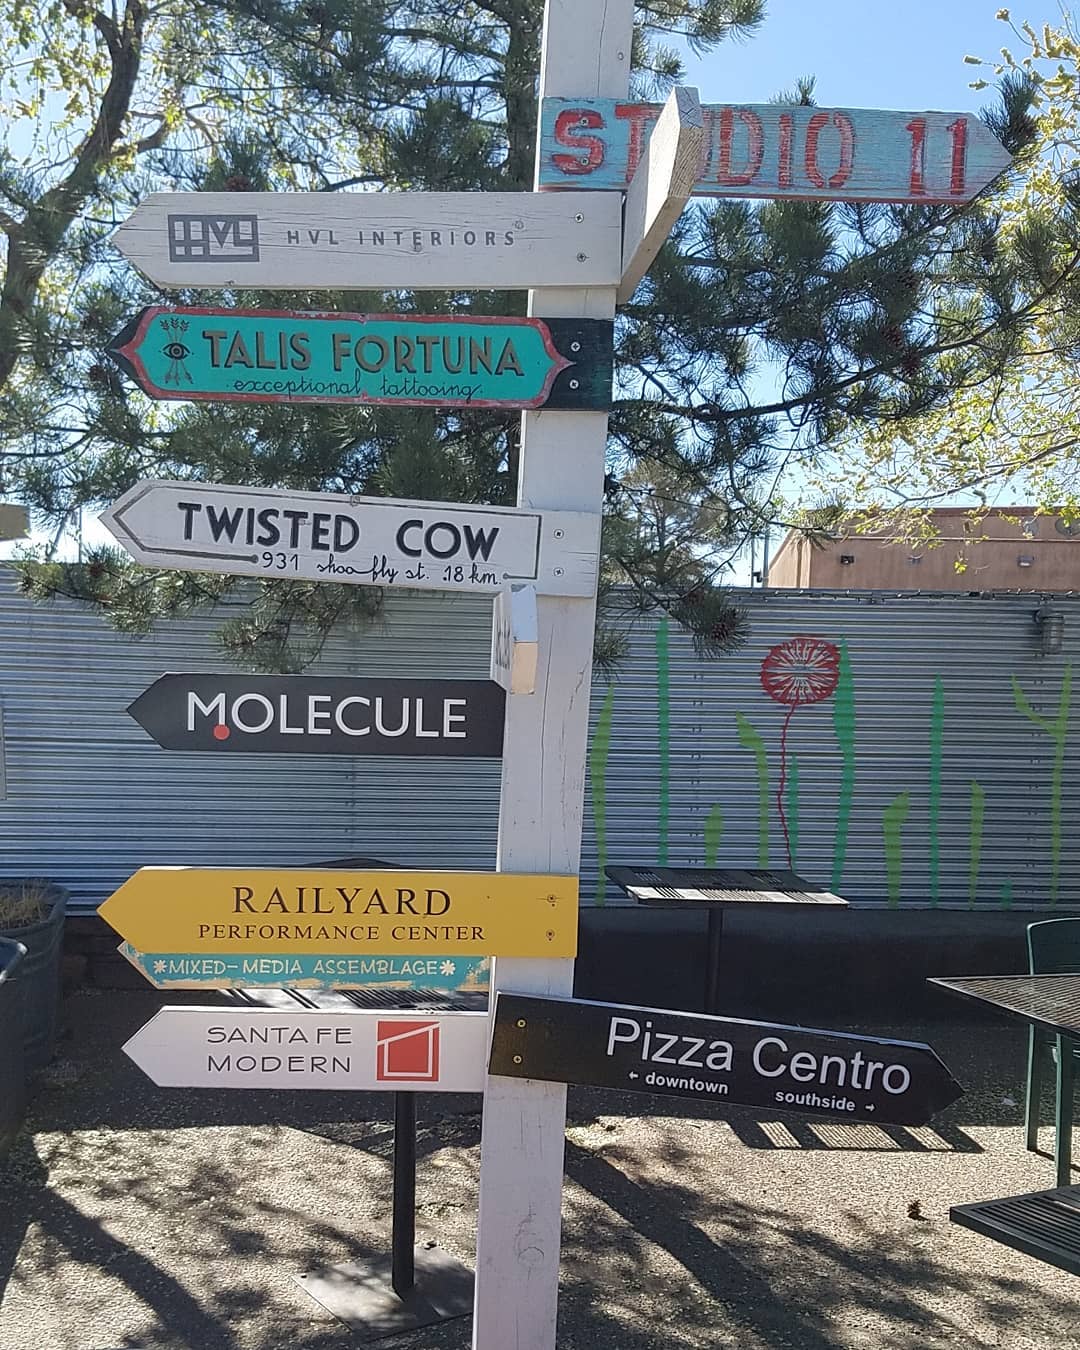 STUDIO 11
HVL HVL INTERIORS
TALIS FORTUNA
exceptional tattooing.
TWISTED COW
931 shoo fly st. .18 km.
MOLECULE
RAILYARD
PERFORMANCE CENTER
*MIXED-MEDIA ASSEMBLAGE*
SANTA FE
MODERN
Pizza Centro
← downtown
southside →